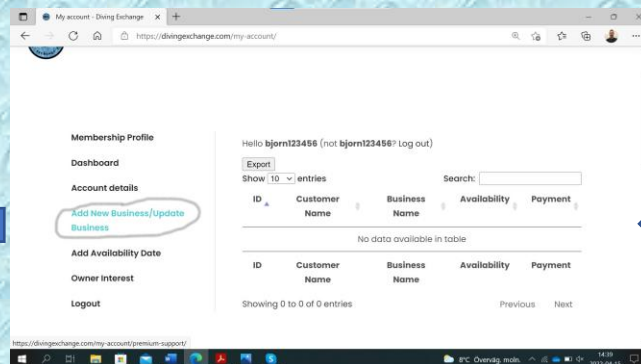 My account - Diving Exchange
https://divingexchange.com/my-account/
Membership Profile
Dashboard
Account details
Add New Business/Update
Business
Add Availability Date
Owner Interest
Logout
Hello bjorn123456 (not bjorn123456? Log out)
Export
Show 10 entries Search:
ID Customer Name Business Name Availability Payment
No data available in table
ID Customer Name Business Name Availability Payment
Showing 0 to 0 of 0 entries Previous Next
https://divingexchange.com/my-account/premium-support/
8°C Överväg. moln. 14:39